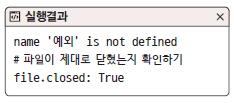 실행결과
name '예외' is not defined
# 파일이 제대로 닫혔는지 확인하기
file.closed: True